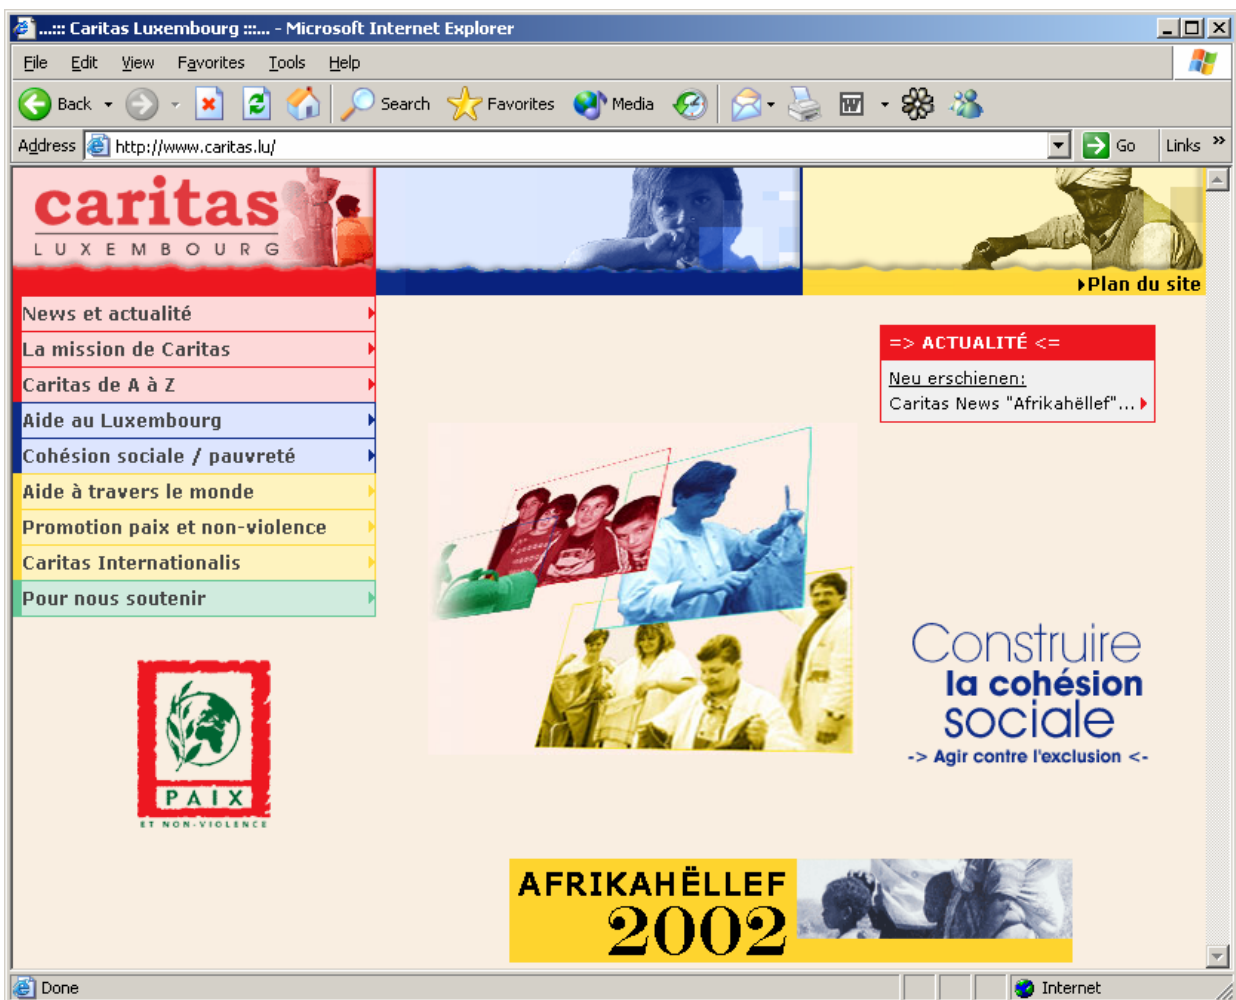 ...::: Caritas Luxembourg :::... - Microsoft Internet Explorer
File Edit View Favorites Tools Help
Back Search Favorites Media
Address http://www.caritas.lu/ Go Links »
caritas
LUXEMBOURG
Plan du site
News et actualité
La mission de Caritas
Caritas de A à Z
Aide au Luxembourg
Cohésion sociale / pauvreté
Aide à travers le monde
Promotion paix et non-violence
Caritas Internationalis
Pour nous soutenir
=> ACTUALITÉ <=
Neu erschienen:
Caritas News "Afrikahëllef"...
Construire
la cohésion
sociale
-> Agir contre l'exclusion <-
PAIX
ET NON-VIOLENCE
AFRIKAHËLLEF
2002
Done Internet